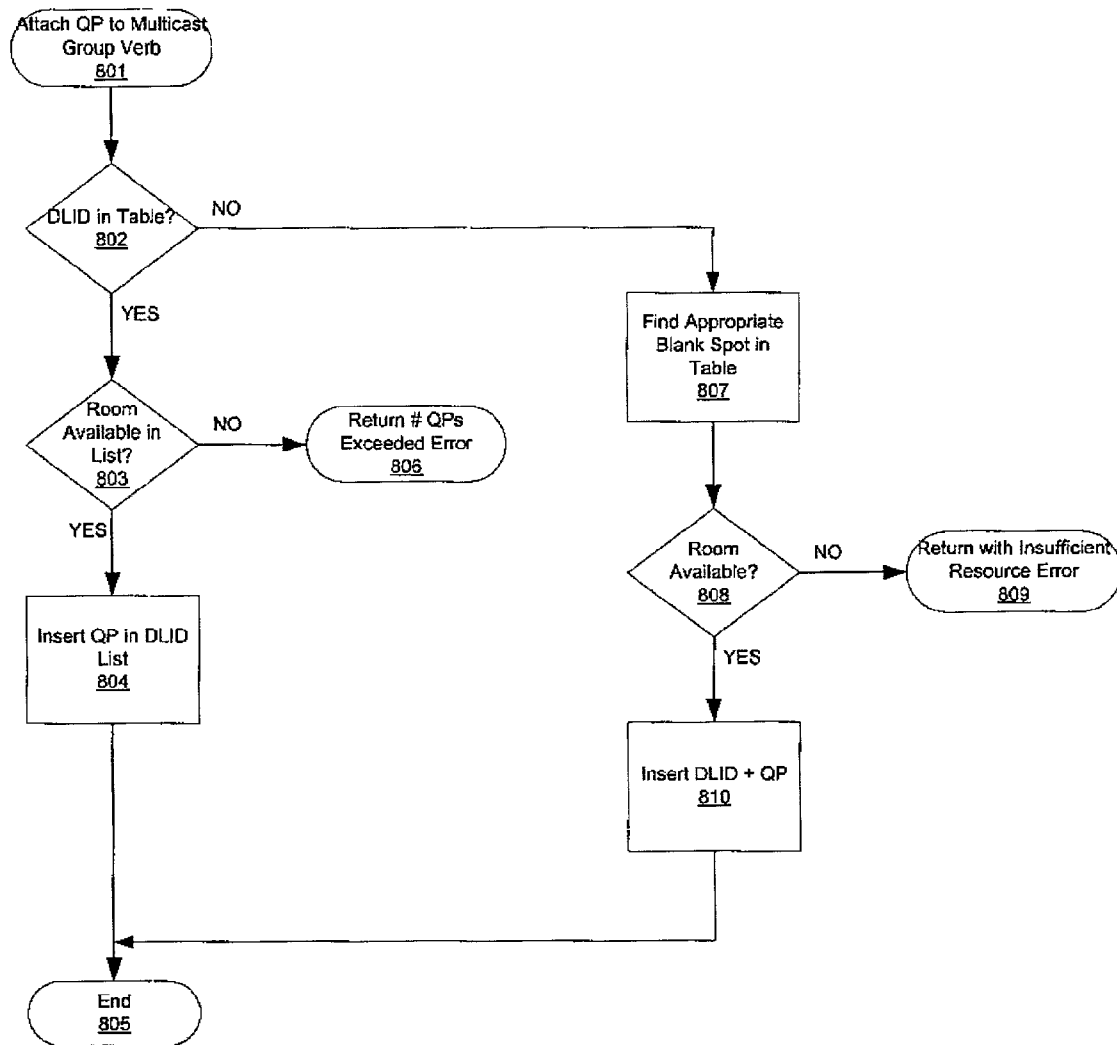 Attach QP to Multicast
Group Verb
801
DLID in Table?
802
NO
YES
Find Appropriate
Blank Spot in
Table
807
Room
Available in
List?
803
NO
Return # QPs
Exceeded Error
806
YES
Room
Available?
808
NO
Return with Insufficient
Resource Error
809
YES
Insert QP in DLID
List
804
Insert DLID + QP
810
End
805